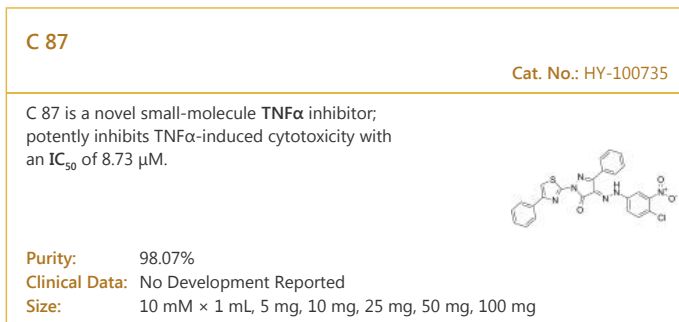 C 87
Cat. No.: HY-100735
C 87 is a novel small-molecule TNFα inhibitor;
potently inhibits TNFα-induced cytotoxicity with
an IC50 of 8.73 μM.
S
N
N
N
O
N
H
N
O
N+
O-
Cl
Purity: 98.07%
Clinical Data: No Development Reported
Size: 10 mM × 1 mL, 5 mg, 10 mg, 25 mg, 50 mg, 100 mg